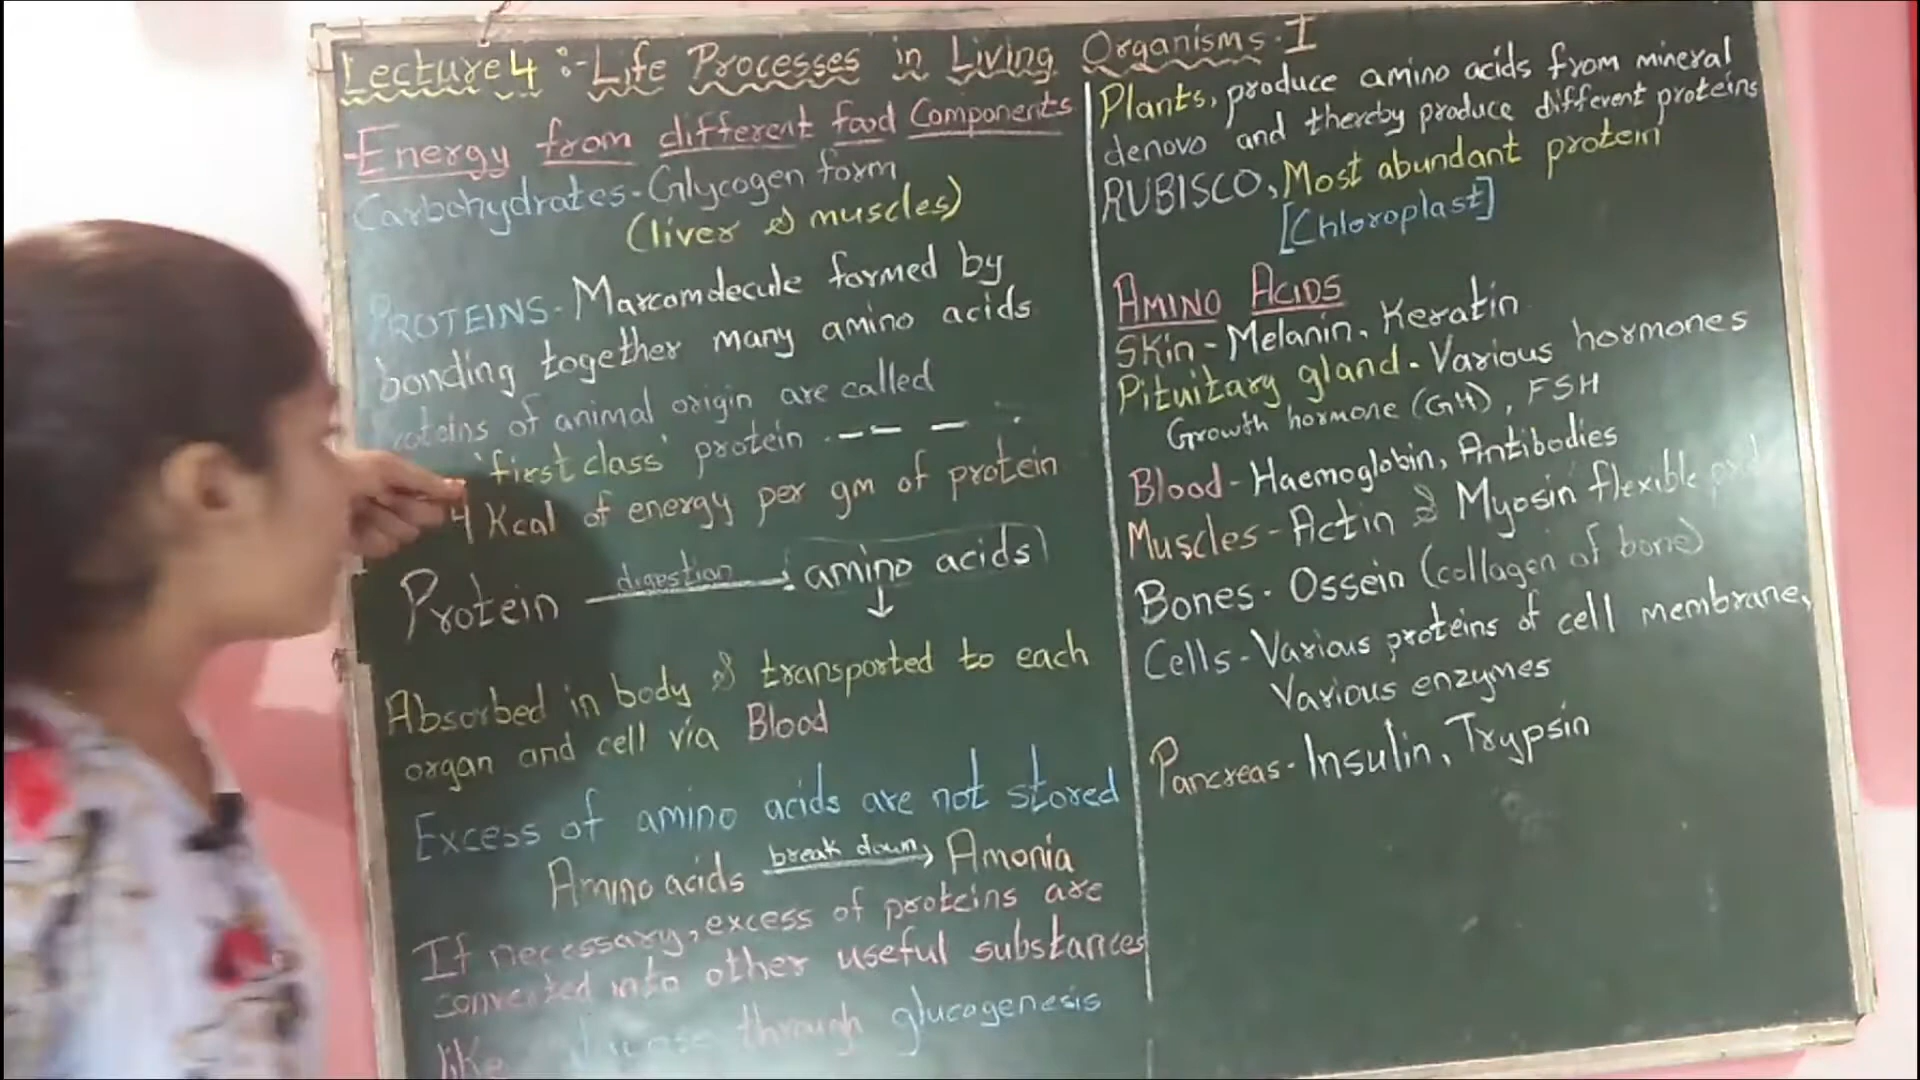 Lecture 4 :- Life Processes in Living Organisms - I
Energy from different food Components
Carbohydrates - Glycogen form
(liver & muscles)
PROTEINS - Marcomdecule formed by
bonding together many amino acids
proteins of animal origin are called
'first class' protein
4 Kcal of energy per gm of protein
Protein digestion → amino acids
↓
Absorbed in body & transported to each
organ and cell via Blood
Excess of amino acids are not stored
Amino acids break down → Amonia
If necessary, excess of proteins are
converted into other useful substances
like through glucogenesis
Plants, produce amino acids from mineral
denovo and thereby produce different proteins
RUBISCO, Most abundant protein
[Chloroplast]
AMINO ACIDS
Skin - Melanin, Keratin
Pituitary gland - Various hormones
Growth hormone (GH), FSH
Blood - Haemoglobin, Antibodies
Muscles - Actin & Myosin flexible
Bones - Ossein (collagen of bone)
Cells - Various proteins of cell membrane,
Various enzymes
Pancreas - Insulin, Trypsin